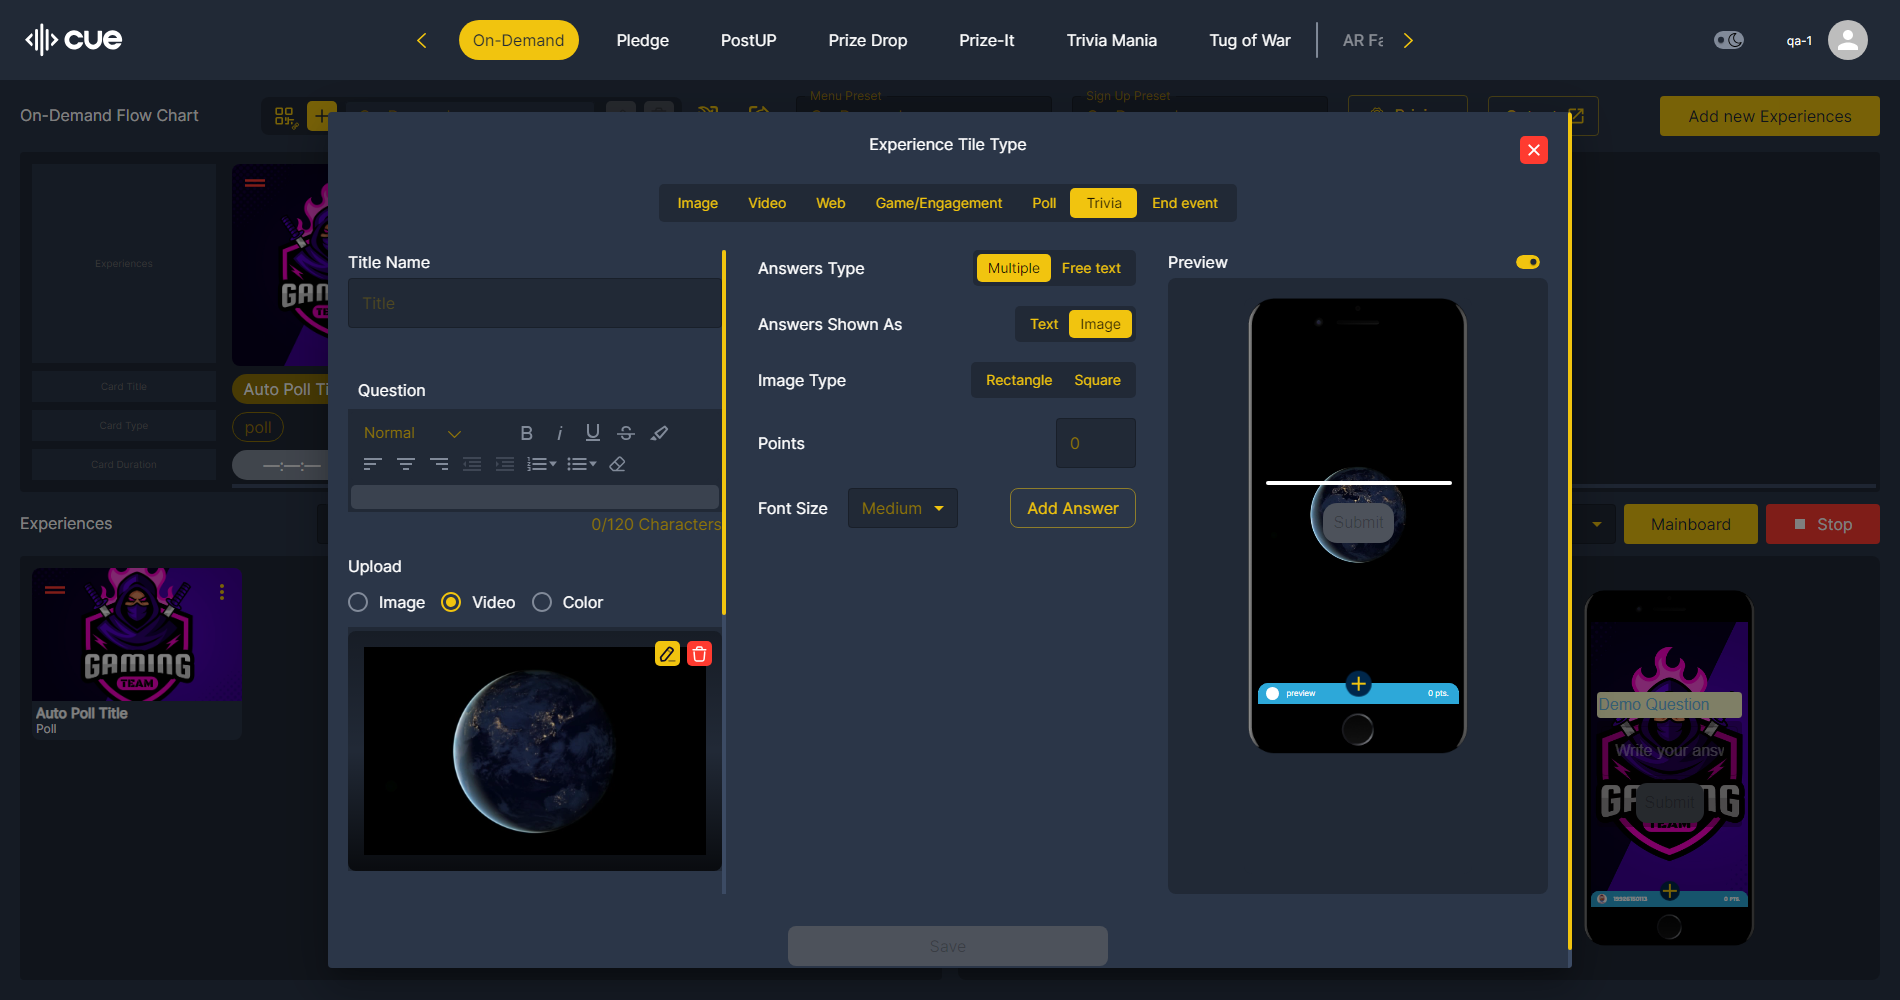 cue
On-Demand
Pledge
PostUP
Prize Drop
Prize-It
Trivia Mania
Tug of War
AR Fa
qa-1
On-Demand Flow Chart
Menu Preset
Sign Up Preset
Add new Experiences
Experience Tile Type
Image
Video
Web
Game/Engagement
Poll
Trivia
End event
Experiences
Card Title
Card Type
Card Duration
Auto Poll Ti
poll
Title Name
Title
Question
Normal
0/120 Characters
Upload
Image
Video
Color
Answers Type
Multiple
Free text
Answers Shown As
Text
Image
Image Type
Rectangle
Square
Points
0
Font Size
Medium
Add Answer
Preview
Submit
preview
0 pts.
Save
Experiences
Mainboard
Stop
GAMING
TEAM
Auto Poll Title
Poll
Demo Question
Write your answ
Submit
TEAM
0 PTS.